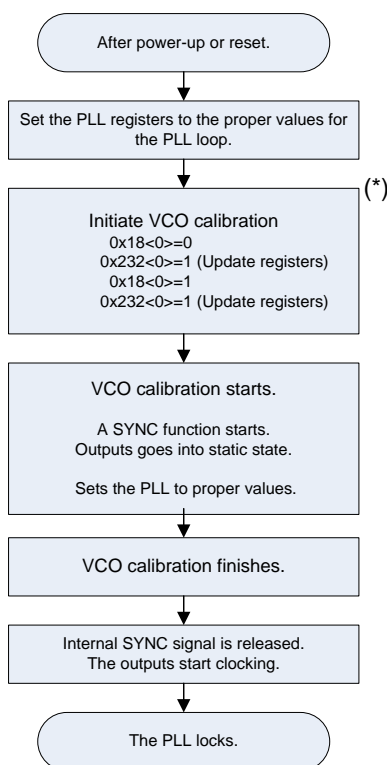 After power-up or reset.
Set the PLL registers to the proper values for
the PLL loop.
(*)
Initiate VCO calibration
0x18<0>=0
0x232<0>=1 (Update registers)
0x18<0>=1
0x232<0>=1 (Update registers)
VCO calibration starts.
A SYNC function starts.
Outputs goes into static state.
Sets the PLL to proper values.
VCO calibration finishes.
Internal SYNC signal is released.
The outputs start clocking.
The PLL locks.